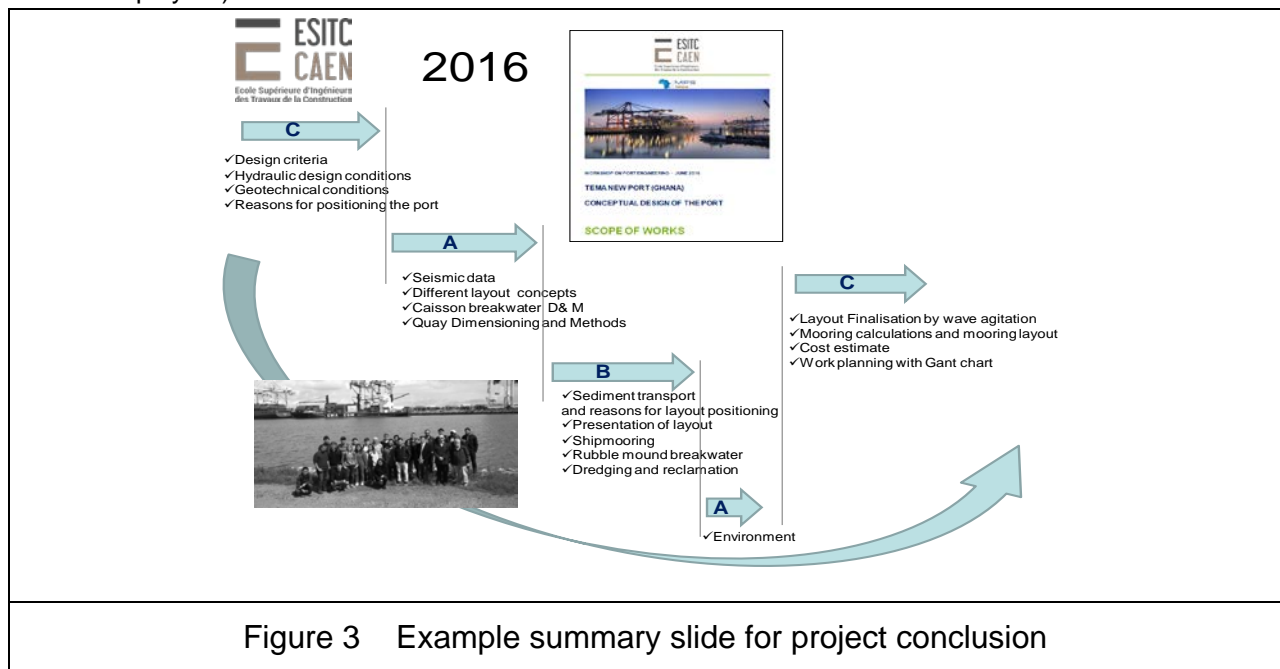 ESITC
CAEN
Ecole Supérieure d'Ingénieurs
des Travaux de la Construction
2016
ESITC
CAEN
WORKSHOP ON PORT ENGINEERING – JUNE 2016
TEMA NEW PORT (GHANA)
CONCEPTUAL DESIGN OF THE PORT
SCOPE OF WORKS
C
✓Design criteria
✓Hydraulic design conditions
✓Geotechnical conditions
✓Reasons for positioning the port
A
✓Seismic data
✓Different layout concepts
✓Caisson breakwater D& M
✓Quay Dimensioning and Methods
B
✓Sediment transport
and reasons for layout positioning
✓Presentation of layout
✓Shipmooring
✓Rubble mound breakwater
✓Dredging and reclamation
A
✓Environment
C
✓Layout Finalisation by wave agitation
✓Mooring calculations and mooring layout
✓Cost estimate
✓Work planning with Gant chart
Figure 3 Example summary slide for project conclusion